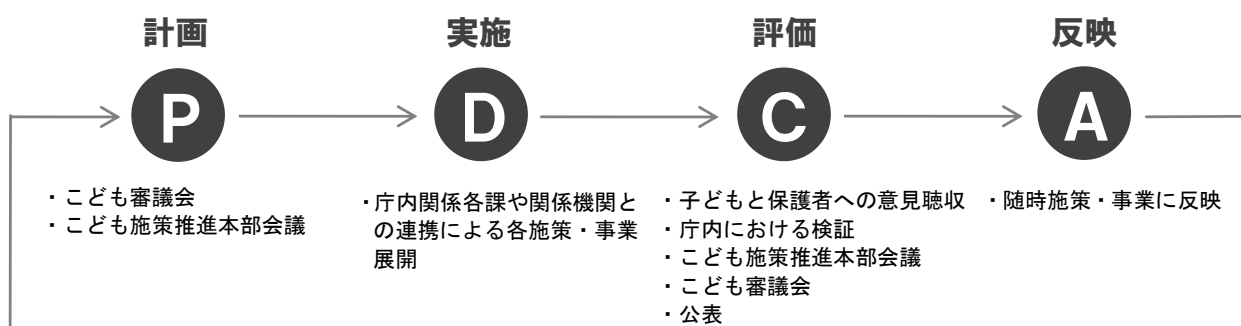 計画
P
・こども審議会
・こども施策推進本部会議
実施
D
・庁内関係各課や関係機関と
の連携による各施策・事業
展開
評価
C
・子どもと保護者への意見聴収
・庁内における検証
・こども施策推進本部会議
・こども審議会
・公表
反映
A
・随時施策・事業に反映